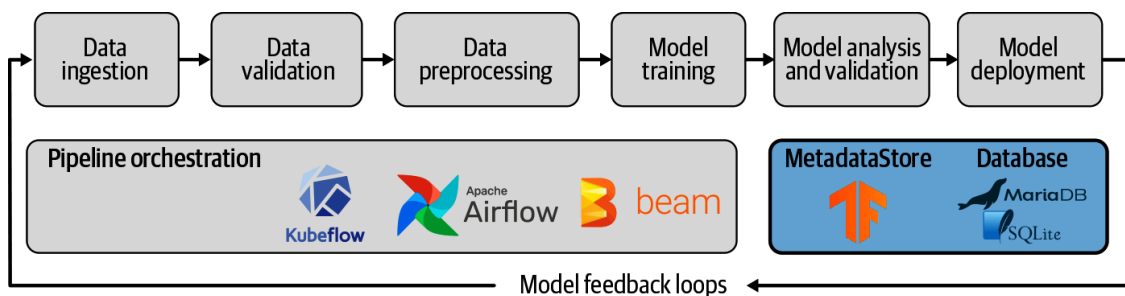 Data
ingestion
Data
validation
Data
preprocessing
Model
training
Model analysis
and validation
Model
deployment
Pipeline orchestration
Kubeflow
Apache
Airflow
beam
MetadataStore
Database
MariaDB
SQLite
Model feedback loops